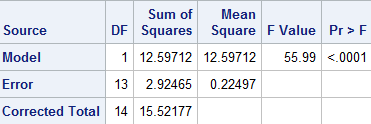 Source DF Sum of Squares Mean Square F Value Pr > F
Model 1 12.59712 12.59712 55.99 <.0001
Error 13 2.92465 0.22497
Corrected Total 14 15.52177